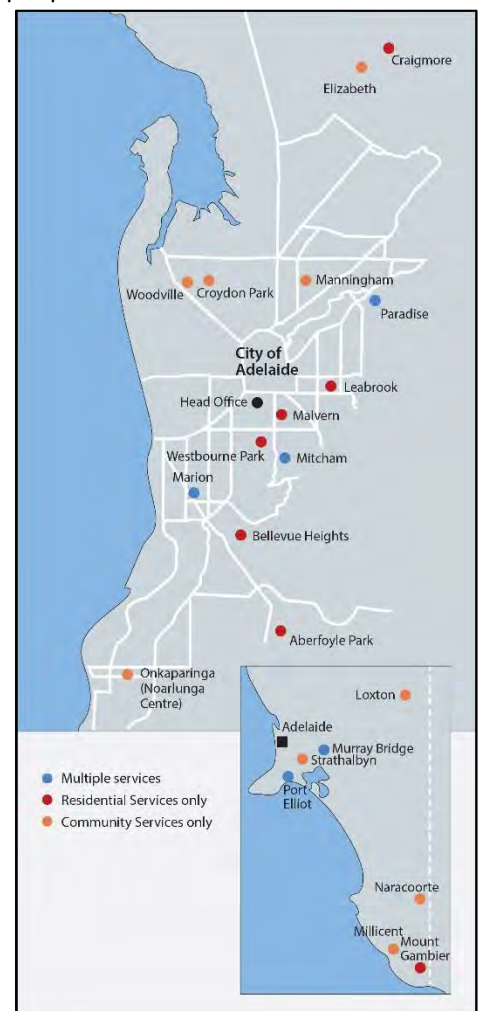 Craigmore
Elizabeth
Woodville
Croydon Park
Manningham
Paradise
City of
Adelaide
Leabrook
Head Office
Malvern
Westbourne Park
Mitcham
Marion
Bellevue Heights
Aberfoyle Park
Onkaparinga
(Noarlunga
Centre)
Loxton
Adelaide
Murray Bridge
Strathalbyn
Port
Elliot
Naracoorte
Millicent
Mount
Gambier
Multiple services
Residential Services only
Community Services only